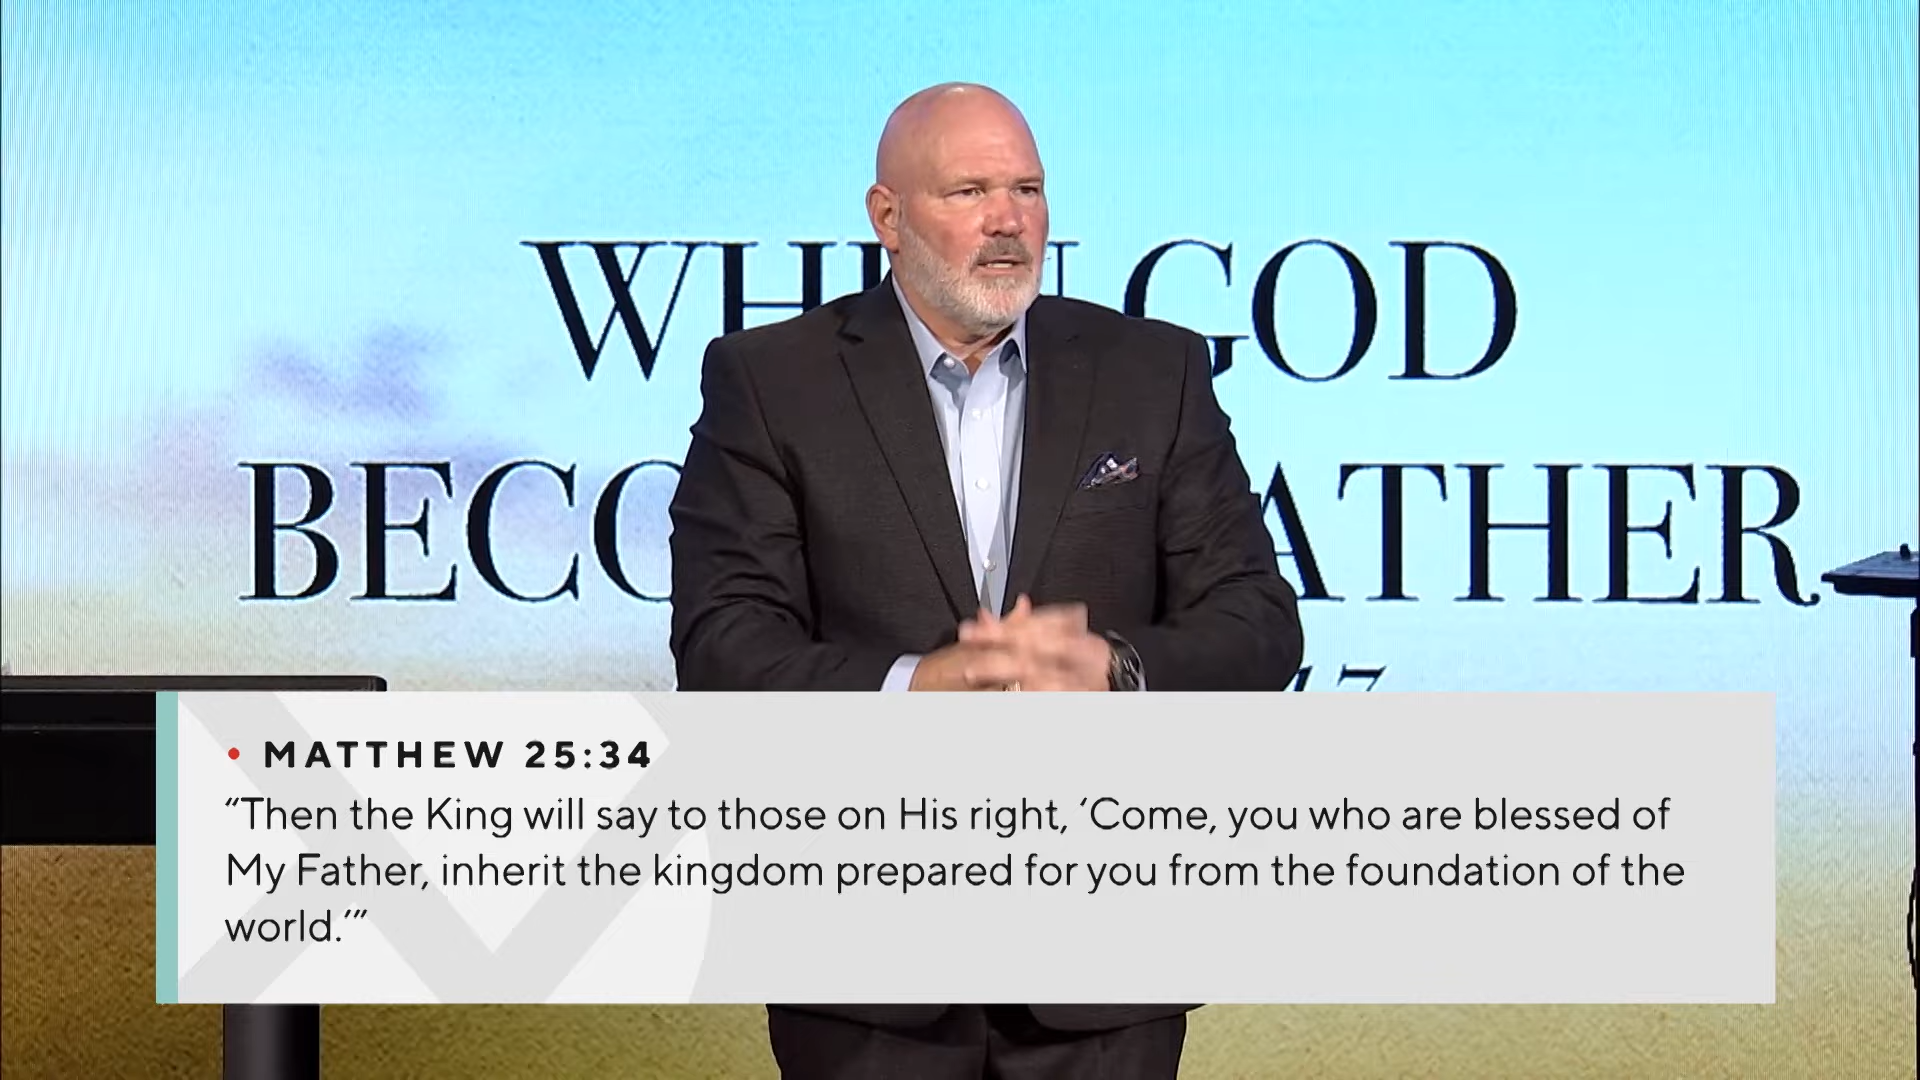 GOD
• MATTHEW 25:34
“Then the King will say to those on His right, ‘Come, you who are blessed of
My Father, inherit the kingdom prepared for you from the foundation of the
world.’”